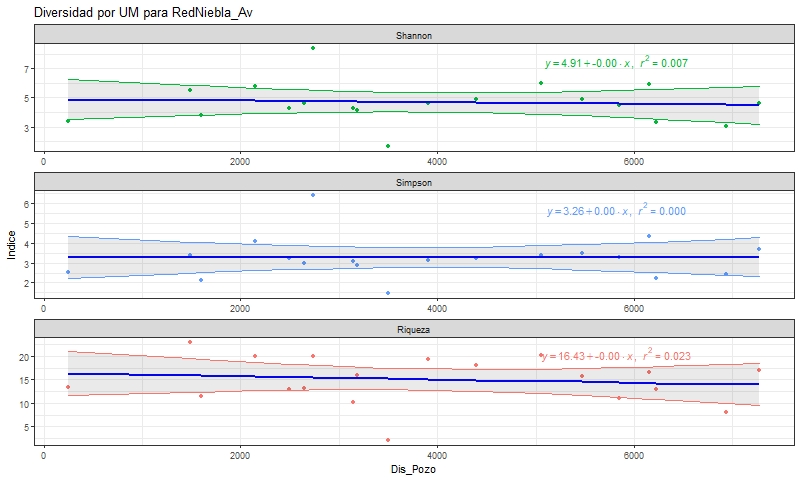 Diversidad por UM para RedNiebla_Av
Shannon
y = 4.91 + -0.00 · x, r² = 0.007
7
5
3
0 2000 4000 6000
Simpson
y = 3.26 + 0.00 · x, r² = 0.000
6
5
4
3
2
0 2000 4000 6000
Indice
Riqueza
y = 16.43 + -0.00 · x, r² = 0.023
20
15
10
5
0 2000 4000 6000
Dis_Pozo